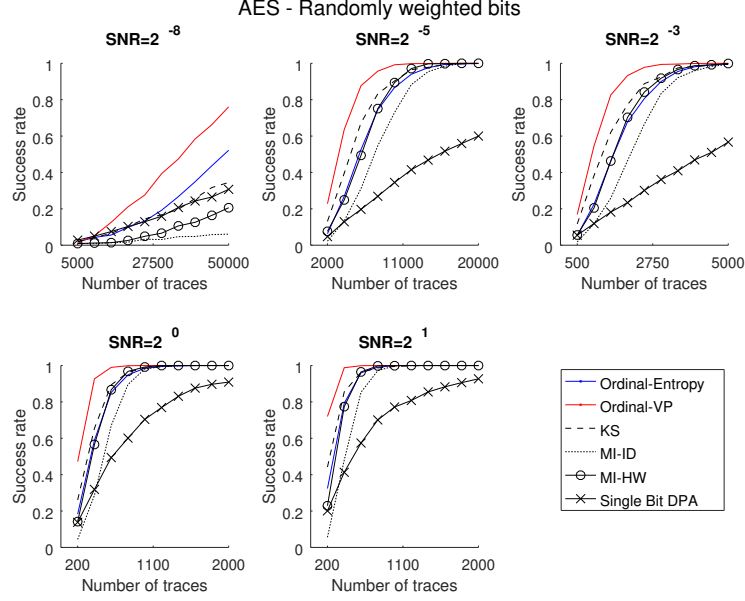 AES - Randomly weighted bits
SNR=2 -8
SNR=2 -5
SNR=2 -3
Success rate
1
0.8
0.6
0.4
0.2
0
5000 27500 50000
Number of traces
Success rate
1
0.8
0.6
0.4
0.2
0
2000 11000 20000
Number of traces
Success rate
1
0.8
0.6
0.4
0.2
0
500 2750 5000
Number of traces
SNR=2 0
SNR=2 1
Success rate
1
0.8
0.6
0.4
0.2
0
200 1100 2000
Number of traces
Success rate
1
0.8
0.6
0.4
0.2
0
200 1100 2000
Number of traces
Ordinal-Entropy
Ordinal-VP
KS
MI-ID
MI-HW
Single Bit DPA